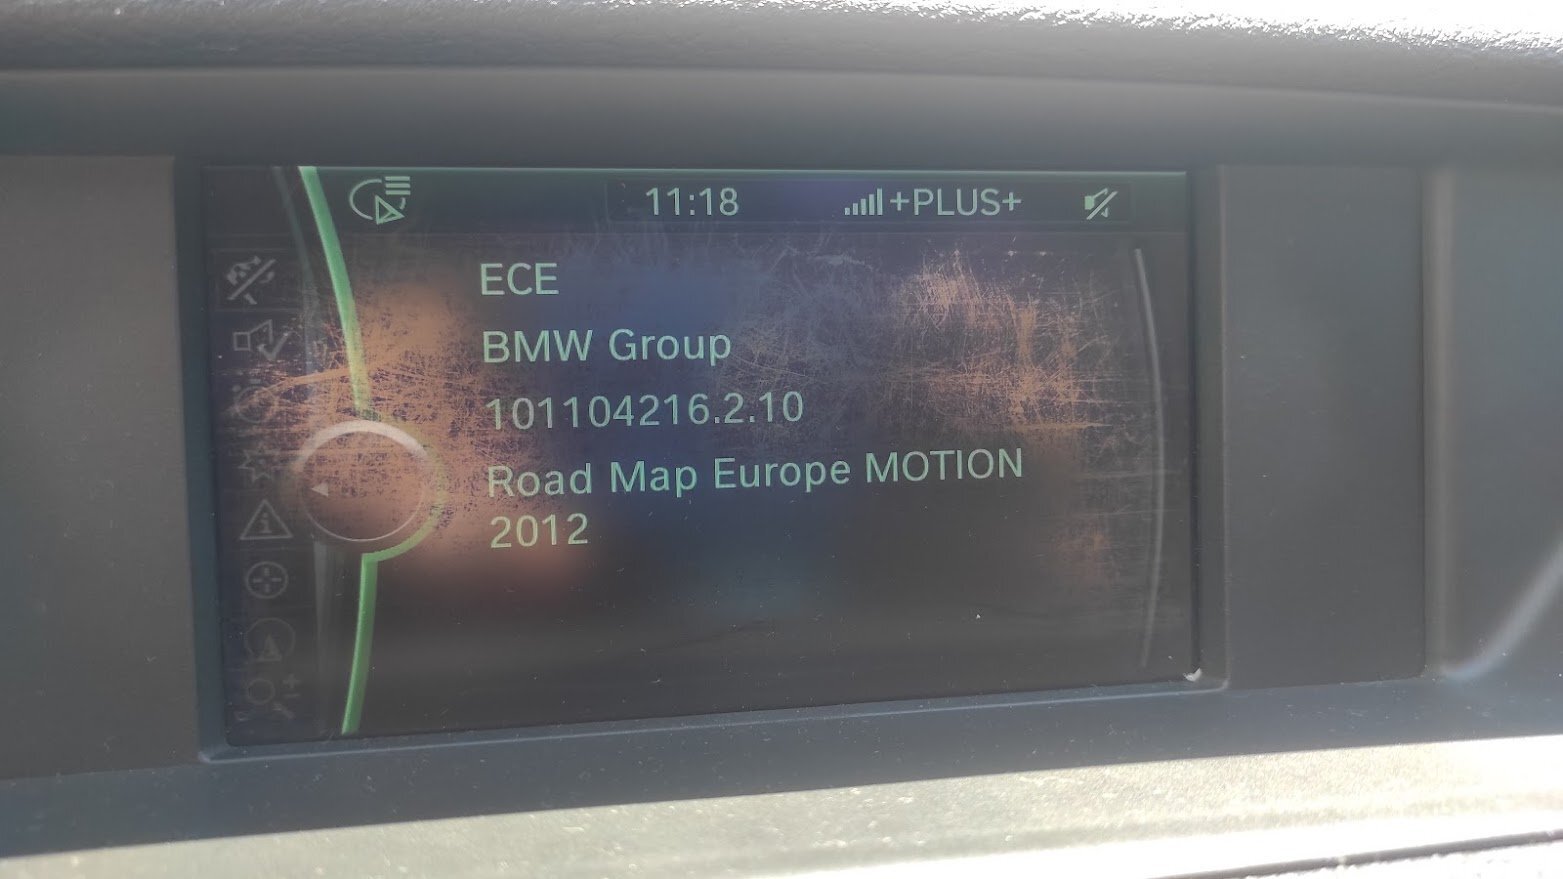 11:18 +PLUS+
ECE
BMW Group
101104216.2.10
Road Map Europe MOTION
2012